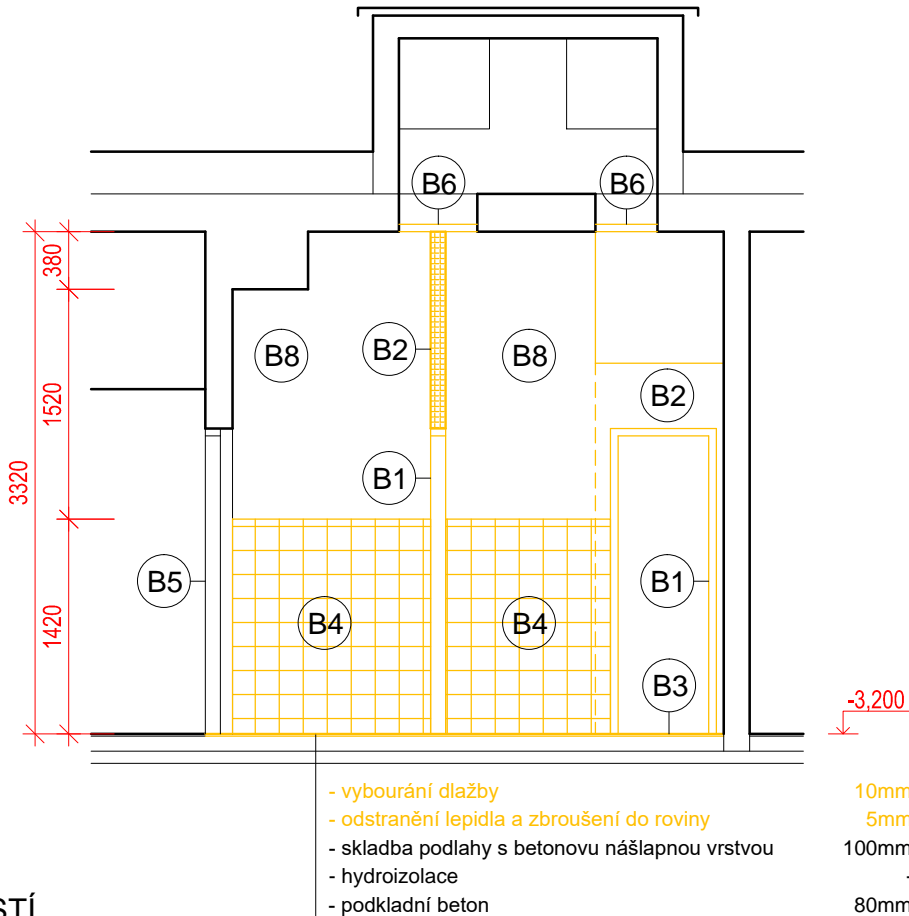 B6 B6
380
B8 B2 B8
B2
1520
3320
B1
B5 B1
1420
B4 B4
B3
-3,200
- vybourání dlažby 10mm
- odstranění lepidla a zbroušení do roviny 5mm
- skladba podlahy s betonovu nášlapnou vrstvou 100mm
- hydroizolace -
- podkladní beton 80mm
STÍ